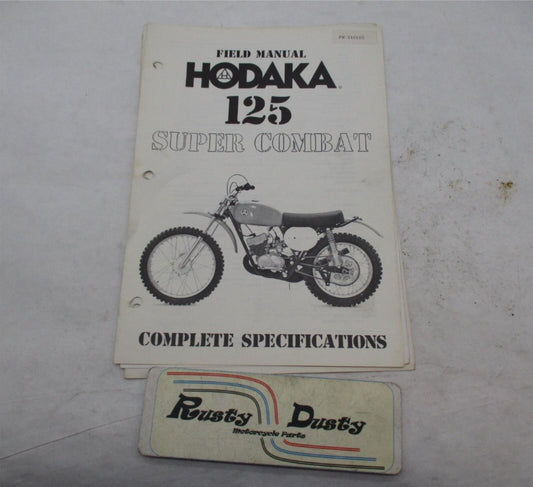 FIELD MANUAL
HODAKA
125
SUPER COMBAT
COMPLETE SPECIFICATIONS
Rusty Dusty
Motorcycle Parts